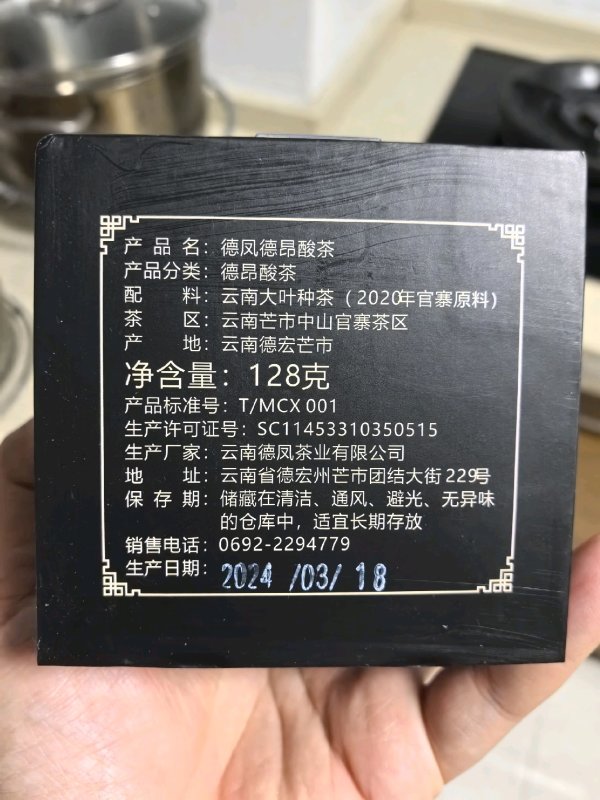 产品名：德凤德昂酸茶
产品分类：德昂酸茶
配料：云南大叶种茶（2020年官寨原料）
茶区：云南芒市中山官寨茶区
产地：云南德宏芒市
净含量：128克
产品标准号：T/MCX 001
生产许可证号：SC11453310350515
生产厂家：云南德凤茶业有限公司
地址：云南省德宏州芒市团结大街229号
保存期：储藏在清洁、通风、避光、无异味
的仓库中，适宜长期存放
销售电话：0692-2294779
生产日期：2024/03/18